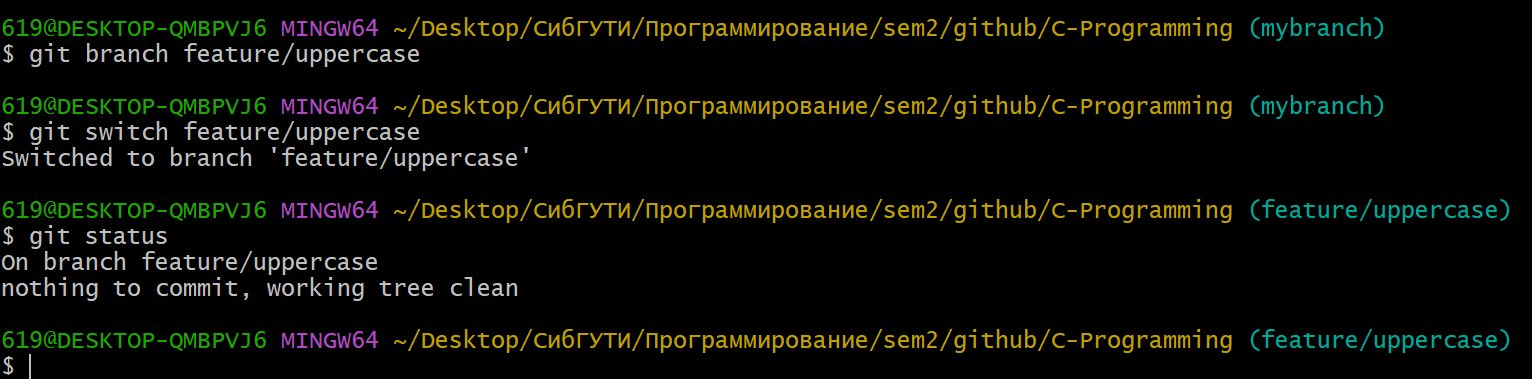 619@DESKTOP-QMBPVJ6 MINGW64 ~/Desktop/СибГУТИ/Программирование/sem2/github/C-Programming (mybranch)
$ git branch feature/uppercase
619@DESKTOP-QMBPVJ6 MINGW64 ~/Desktop/СибГУТИ/Программирование/sem2/github/C-Programming (mybranch)
$ git switch feature/uppercase
Switched to branch 'feature/uppercase'
619@DESKTOP-QMBPVJ6 MINGW64 ~/Desktop/СибГУТИ/Программирование/sem2/github/C-Programming (feature/uppercase)
$ git status
On branch feature/uppercase
nothing to commit, working tree clean
619@DESKTOP-QMBPVJ6 MINGW64 ~/Desktop/СибГУТИ/Программирование/sem2/github/C-Programming (feature/uppercase)
$